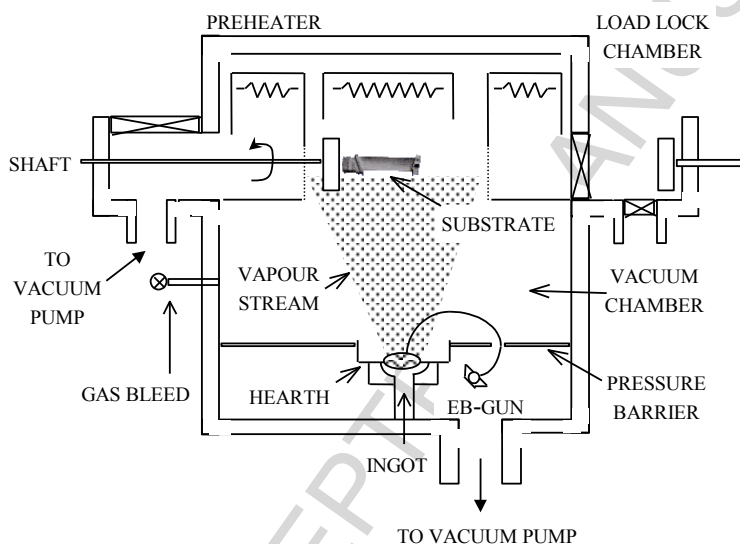 PREHEATER
LOAD LOCK
CHAMBER
SHAFT
SUBSTRATE
TO
VACUUM
PUMP
VAPOUR
STREAM
VACUUM
CHAMBER
GAS BLEED
HEARTH
EB-GUN
PRESSURE
BARRIER
INGOT
TO VACUUM PUMP